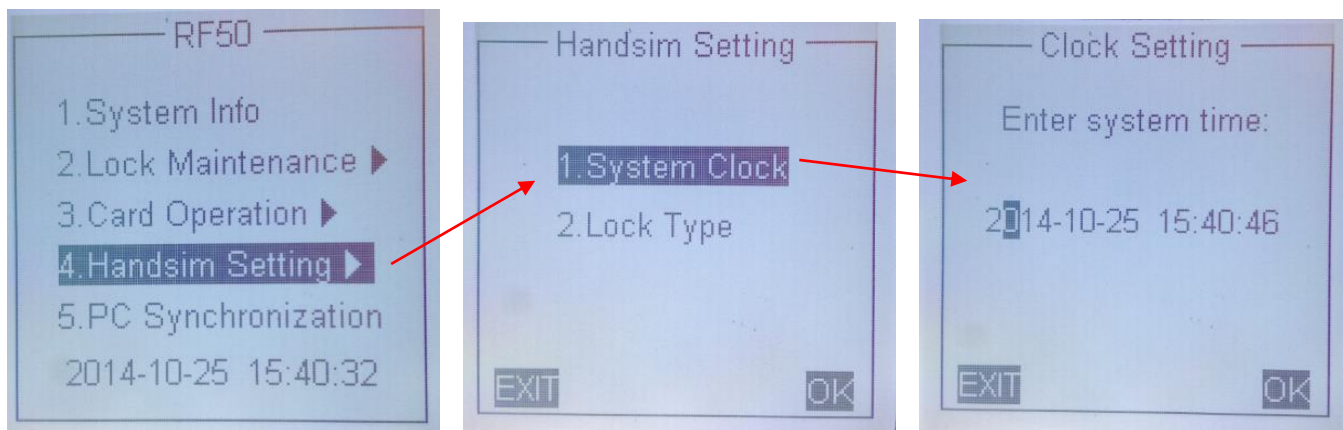 RF50
1.System Info
2.Lock Maintenance
3.Card Operation
4.Handsim Setting
5.PC Synchronization
2014-10-25 15:40:32
Handsim Setting
1.System Clock
2.Lock Type
EXIT OK
Clock Setting
Enter system time:
2014-10-25 15:40:46
EXIT OK